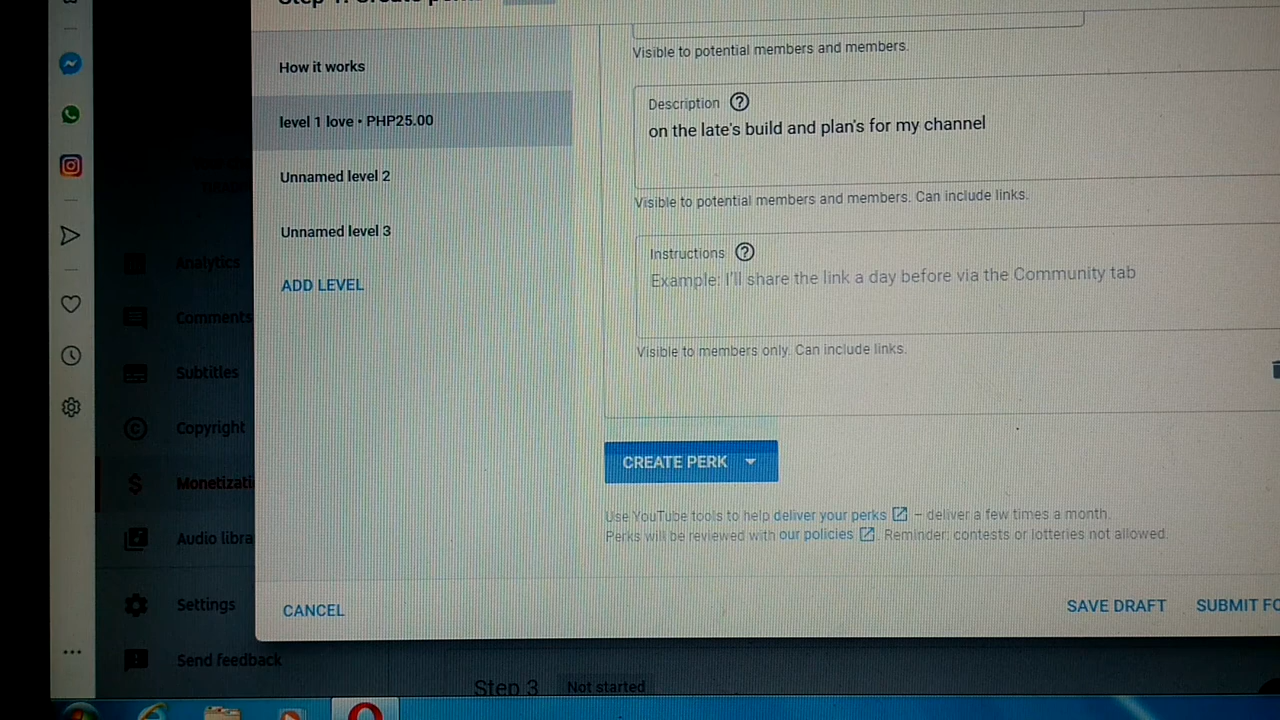 How it works
level 1 love • PHP25.00
Unnamed level 2
Unnamed level 3
ADD LEVEL
Visible to potential members and members.
Description
on the late's build and plan's for my channel
Visible to potential members and members. Can include links.
Instructions
Example: I'll share the link a day before via the Community tab
Visible to members only. Can include links.
CREATE PERK
Use YouTube tools to help deliver your perks – deliver a few times a month.
Perks will be reviewed with our policies. Reminder: contests or lotteries not allowed.
CANCEL
SAVE DRAFT
SUBMIT FO
Analytics
Comments
Subtitles
Copyright
Monetizati
Audio libra
Settings
Send feedback
Step 3
Not started